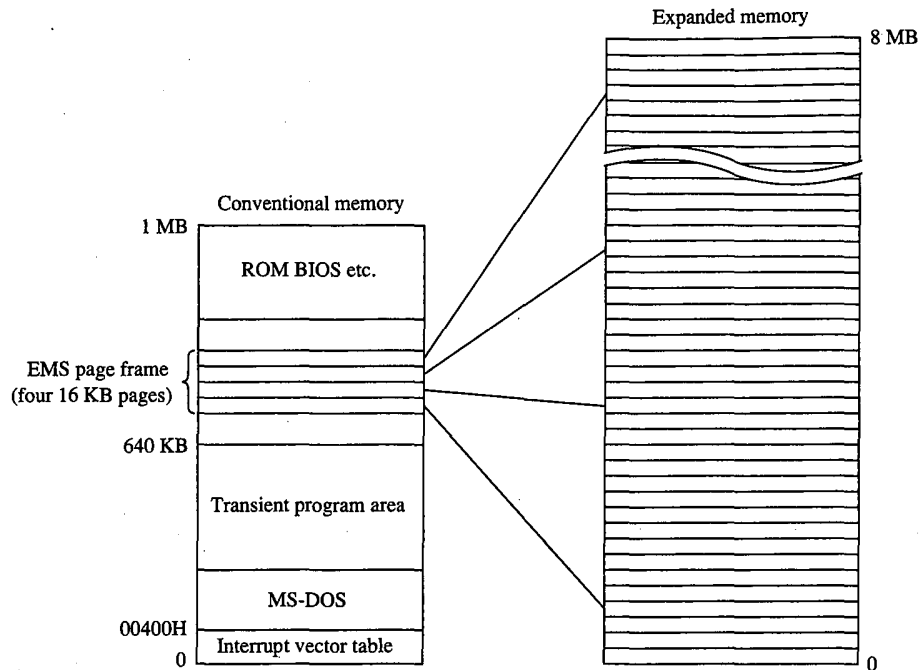 Expanded memory
8 MB
Conventional memory
1 MB
ROM BIOS etc.
EMS page frame
(four 16 KB pages)
640 KB
Transient program area
MS-DOS
00400H
Interrupt vector table
0
0